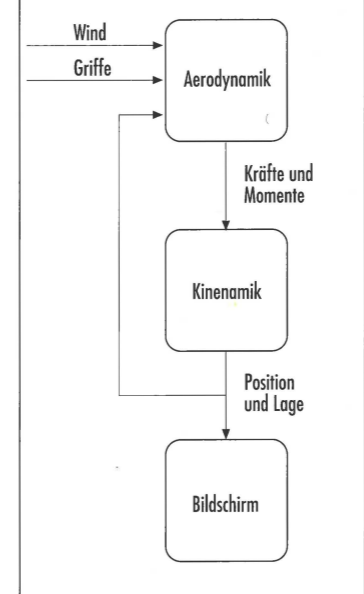 Wind
Griffe
Aerodynamik
Kräfte und
Momente
Kinenamik
Position
und Lage
Bildschirm